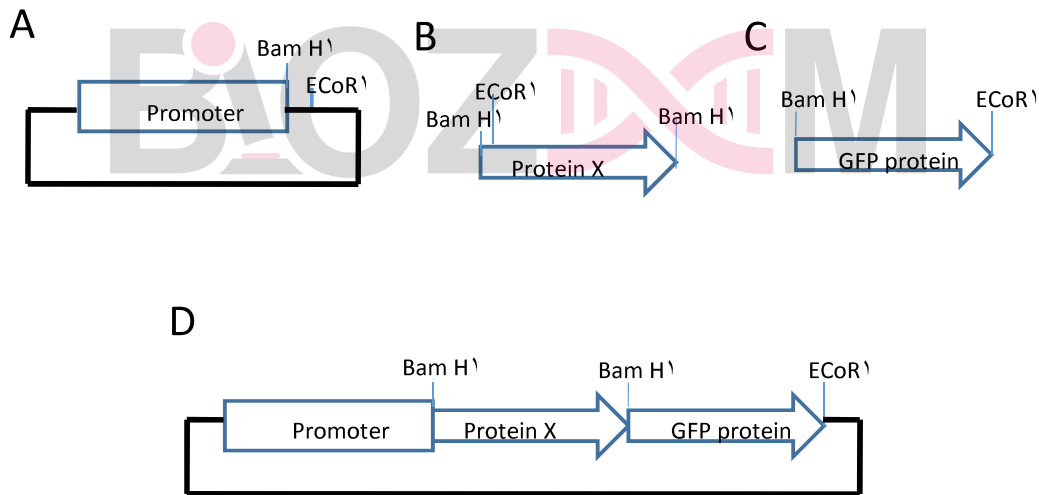 A
B
C
Bam H۱
ECoR۱
Promoter
ECoR۱
Bam H۱
Bam H۱
Protein X
Bam H۱
ECoR۱
GFP protein
BIOZOOM
D
Bam H۱
Bam H۱
ECoR۱
Promoter
Protein X
GFP protein